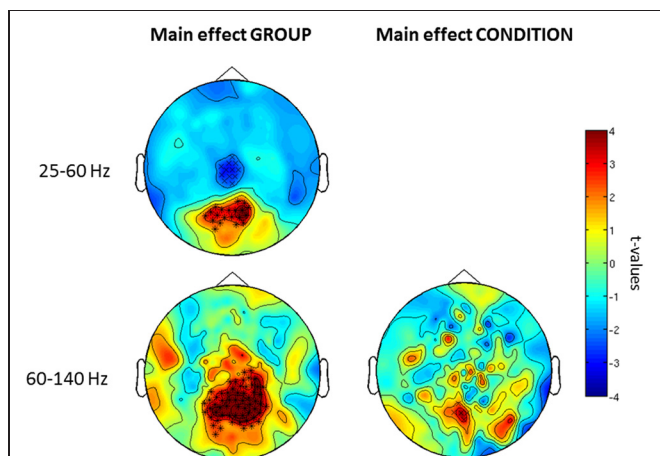 Main effect GROUP
Main effect CONDITION
25-60 Hz
60-140 Hz
4
3
2
1
0
-1
-2
-3
-4
t-values